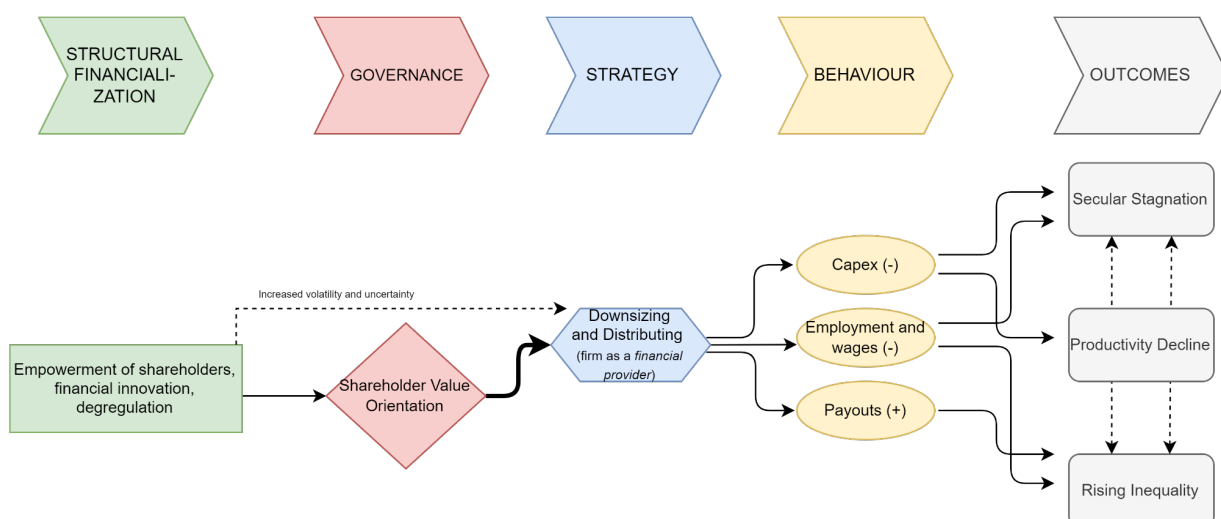 STRUCTURAL
FINANCIALI-
ZATION
GOVERNANCE
STRATEGY
BEHAVIOUR
OUTCOMES
Secular Stagnation
Capex (-)
Increased volatility and uncertainty
Downsizing
and Distributing
(firm as a financial
provider)
Employment and
wages (-)
Productivity Decline
Empowerment of shareholders,
financial innovation,
degregulation
Shareholder Value
Orientation
Payouts (+)
Rising Inequality